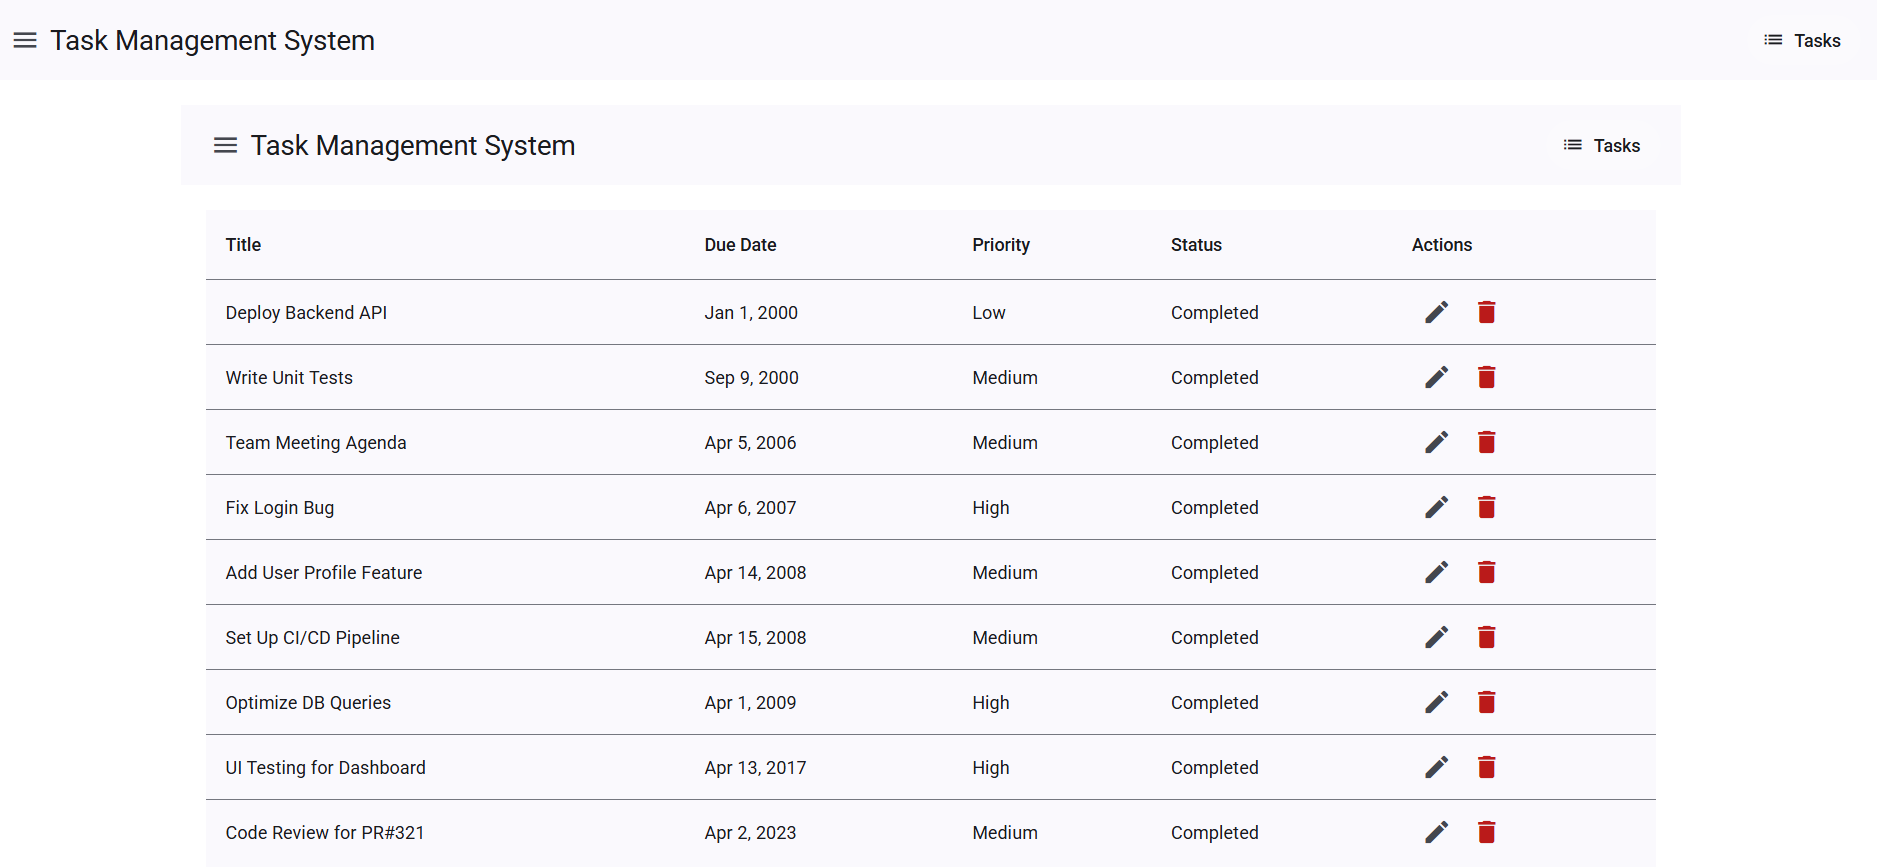 Task Management System Tasks
Task Management System Tasks
Title Due Date Priority Status Actions
Deploy Backend API Jan 1, 2000 Low Completed
Write Unit Tests Sep 9, 2000 Medium Completed
Team Meeting Agenda Apr 5, 2006 Medium Completed
Fix Login Bug Apr 6, 2007 High Completed
Add User Profile Feature Apr 14, 2008 Medium Completed
Set Up CI/CD Pipeline Apr 15, 2008 Medium Completed
Optimize DB Queries Apr 1, 2009 High Completed
UI Testing for Dashboard Apr 13, 2017 High Completed
Code Review for PR#321 Apr 2, 2023 Medium Completed